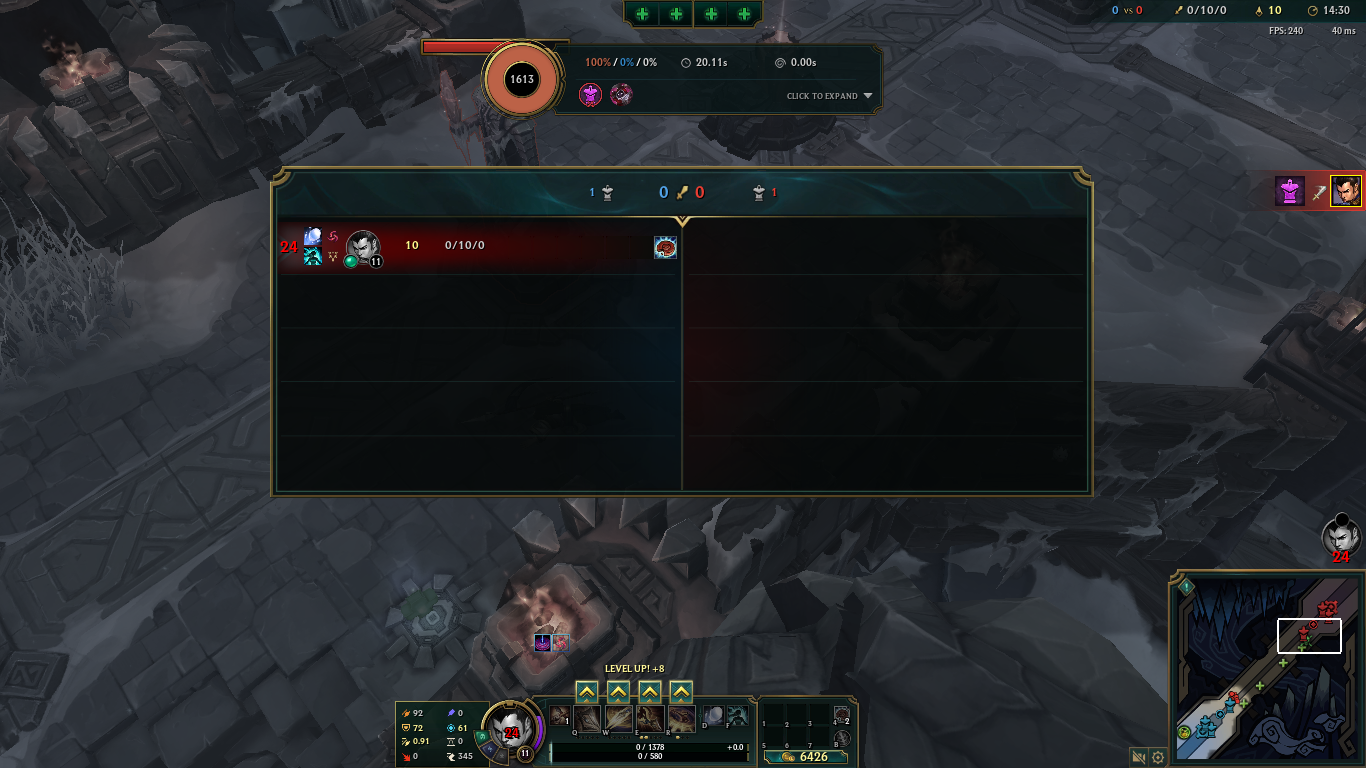 0 vs 0 0/10/0 10 14:30
FPS: 240 40 ms
1613 100% / 0% / 0% 20.11s 0.00s
CLICK TO EXPAND
1 0 0 1
24 11 10 0/10/0
24
LEVEL UP! +8
92 0
72 61
0.91 0
0 345
24
11
1
Q W E R D
1 2 3 4 2
5 6 7 B
0 / 1378 +0.0
0 / 580
6426